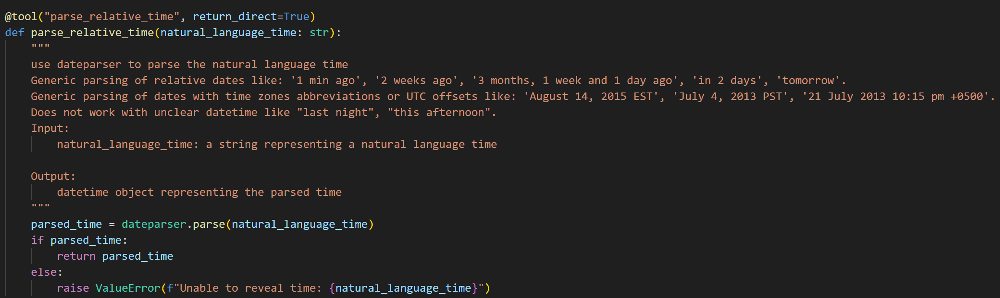 @tool("parse_relative_time", return_direct=True)
def parse_relative_time(natural_language_time: str):
    """
    use dateparser to parse the natural language time
    Generic parsing of relative dates like: '1 min ago', '2 weeks ago', '3 months, 1 week and 1 day ago', 'in 2 days', 'tomorrow'.
    Generic parsing of dates with time zones abbreviations or UTC offsets like: 'August 14, 2015 EST', 'July 4, 2013 PST', '21 July 2013 10:15 pm +0500'.
    Does not work with unclear datetime like "last night", "this afternoon".
    Input:
        natural_language_time: a string representing a natural language time

    Output:
        datetime object representing the parsed time
    """
    parsed_time = dateparser.parse(natural_language_time)
    if parsed_time:
        return parsed_time
    else:
        raise ValueError(f"Unable to reveal time: {natural_language_time}")